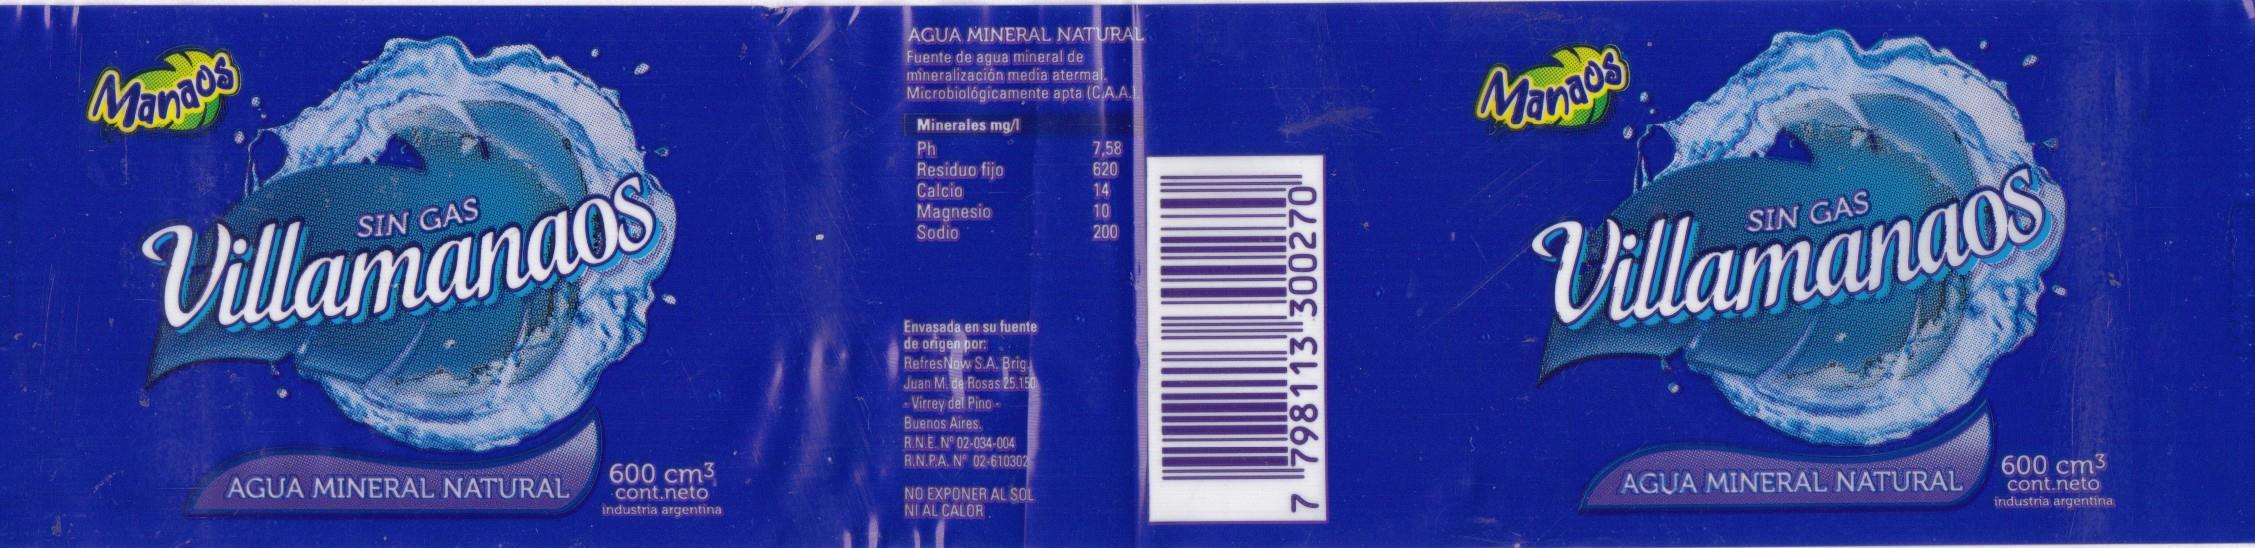 Manaos
SIN GAS
Villamanaos
AGUA MINERAL NATURAL
600 cm³
cont.neto
industria argentina
AGUA MINERAL NATURAL
Fuente de agua mineral de
mineralización media atermal.
Microbiológicamente apta (C.A.A.).
Minerales mg/l
Ph 7,58
Residuo fijo 620
Calcio 14
Magnesio 10
Sodio 200
Envasada en su fuente
de origen por:
RefresNow S.A. Brig.
Juan M. de Rosas 25.150
- Virrey del Pino -
Buenos Aires.
R.N.E. Nº 02-034-004
R.N.P.A. Nº 02-610302
NO EXPONER AL SOL
NI AL CALOR.
7 798113 300270
Manaos
SIN GAS
Villamanaos
AGUA MINERAL NATURAL
600 cm³
cont.neto
industria argentina